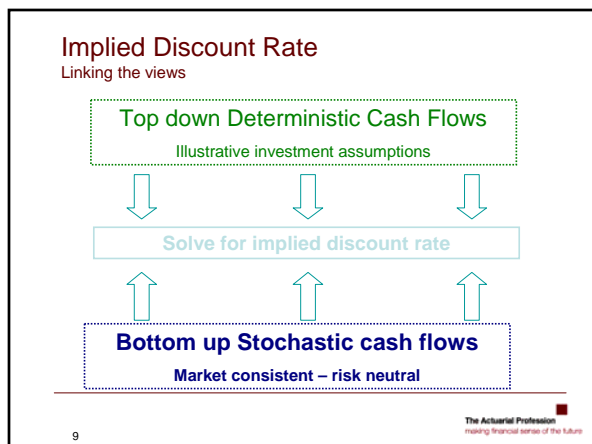 Implied Discount Rate
Linking the views
Top down Deterministic Cash Flows
Illustrative investment assumptions
Solve for implied discount rate
Bottom up Stochastic cash flows
Market consistent – risk neutral
The Actuarial Profession
making financial sense of the future
9